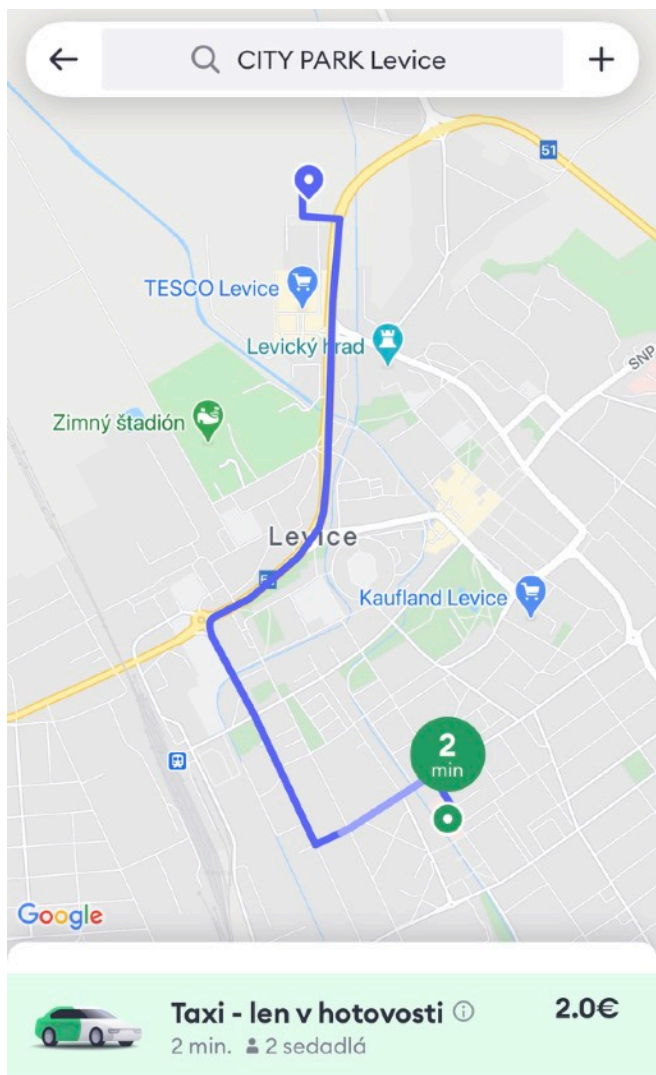 CITY PARK Levice
51
TESCO Levice
Levický hrad
SNP
Zimný štadión
Levice
Kaufland Levice
2
min
Google
Taxi - len v hotovosti
2.0€
2 min.
2 sedadlá